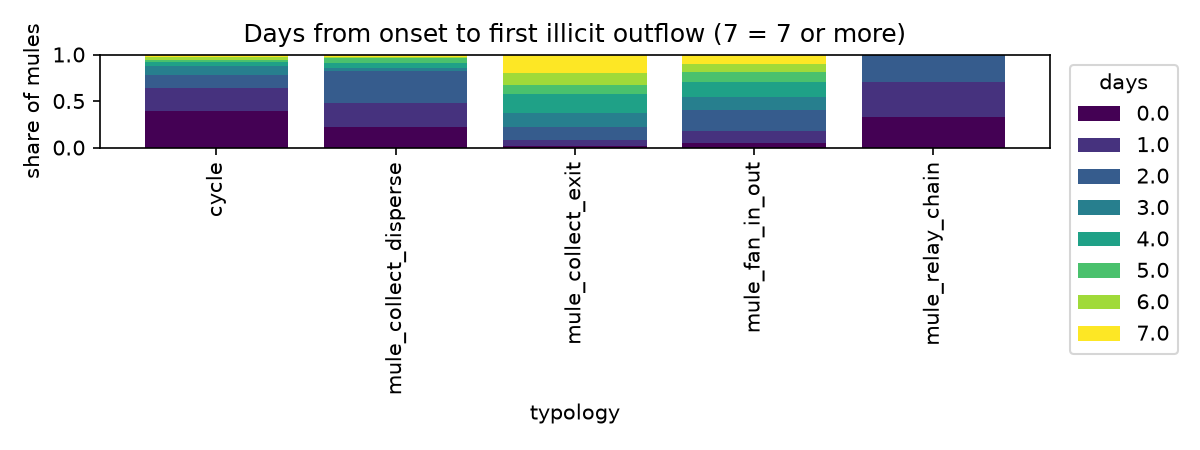 Days from onset to first illicit outflow (7 = 7 or more)
share of mules
1.0
0.5
0.0
cycle
mule_collect_disperse
mule_collect_exit
mule_fan_in_out
mule_relay_chain
typology
days
0.0
1.0
2.0
3.0
4.0
5.0
6.0
7.0